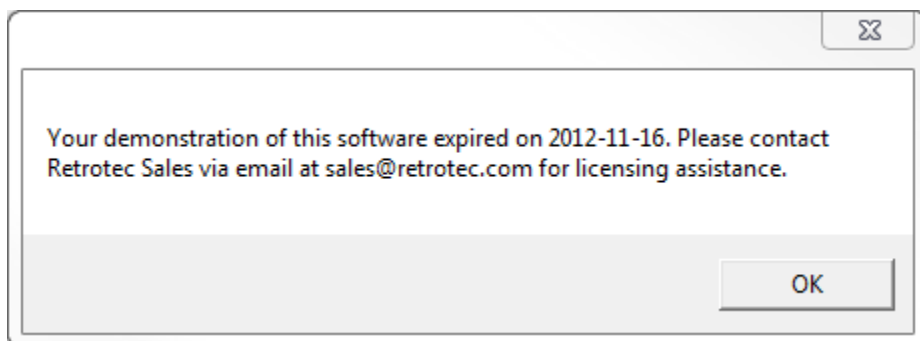 Your demonstration of this software expired on 2012-11-16. Please contact
Retrotec Sales via email at sales@retrotec.com for licensing assistance.
OK